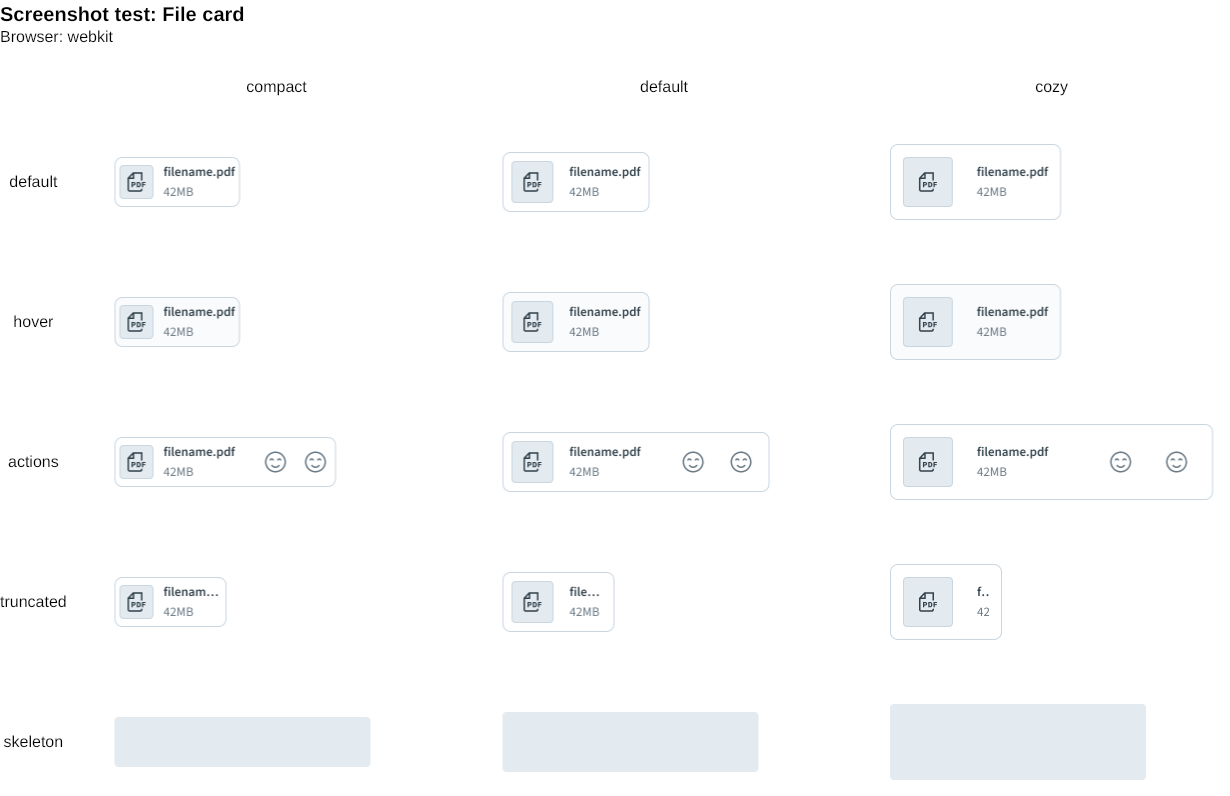 Screenshot test: File card
Browser: webkit
compact default cozy
default
PDF filename.pdf 42MB
PDF filename.pdf 42MB
PDF filename.pdf 42MB
hover
PDF filename.pdf 42MB
PDF filename.pdf 42MB
PDF filename.pdf 42MB
actions
PDF filename.pdf 42MB
PDF filename.pdf 42MB
PDF filename.pdf 42MB
truncated
PDF filenam... 42MB
PDF file... 42MB
PDF f.. 42
skeleton